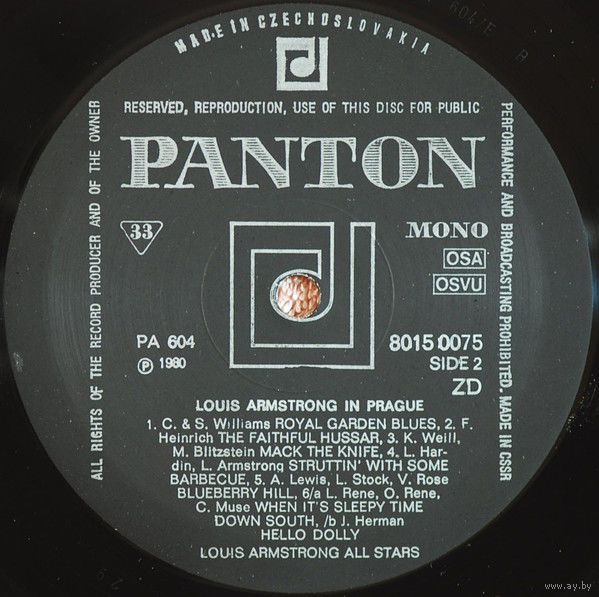 MADE IN CZECHOSLOVAKIA
RESERVED, REPRODUCTION, USE OF THIS DISC FOR PUBLIC
PERFORMANCE AND BROADCASTING PROHIBITED. MADE IN CSSR
ALL RIGHTS OF THE RECORD PRODUCER AND OF THE OWNER
PANTON
33
MONO
OSA
OSVU
PA 604
8015 0075
℗ 1980
SIDE 2
ZD
LOUIS ARMSTRONG IN PRAGUE
1. C. & S. Williams ROYAL GARDEN BLUES, 2. F.
Heinrich THE FAITHFUL HUSSAR, 3. K. Weill,
M. Blitzstein MACK THE KNIFE, 4. L. Har-
din, L. Armstrong STRUTTIN' WITH SOME
BARBECUE, 5. A. Lewis, L. Stock, V. Rose
BLUEBERRY HILL, 6/a L. Rene, O. Rene,
C. Muse WHEN IT'S SLEEPY TIME
DOWN SOUTH, /b J. Herman
HELLO DOLLY
LOUIS ARMSTRONG ALL STARS
www.ay.by